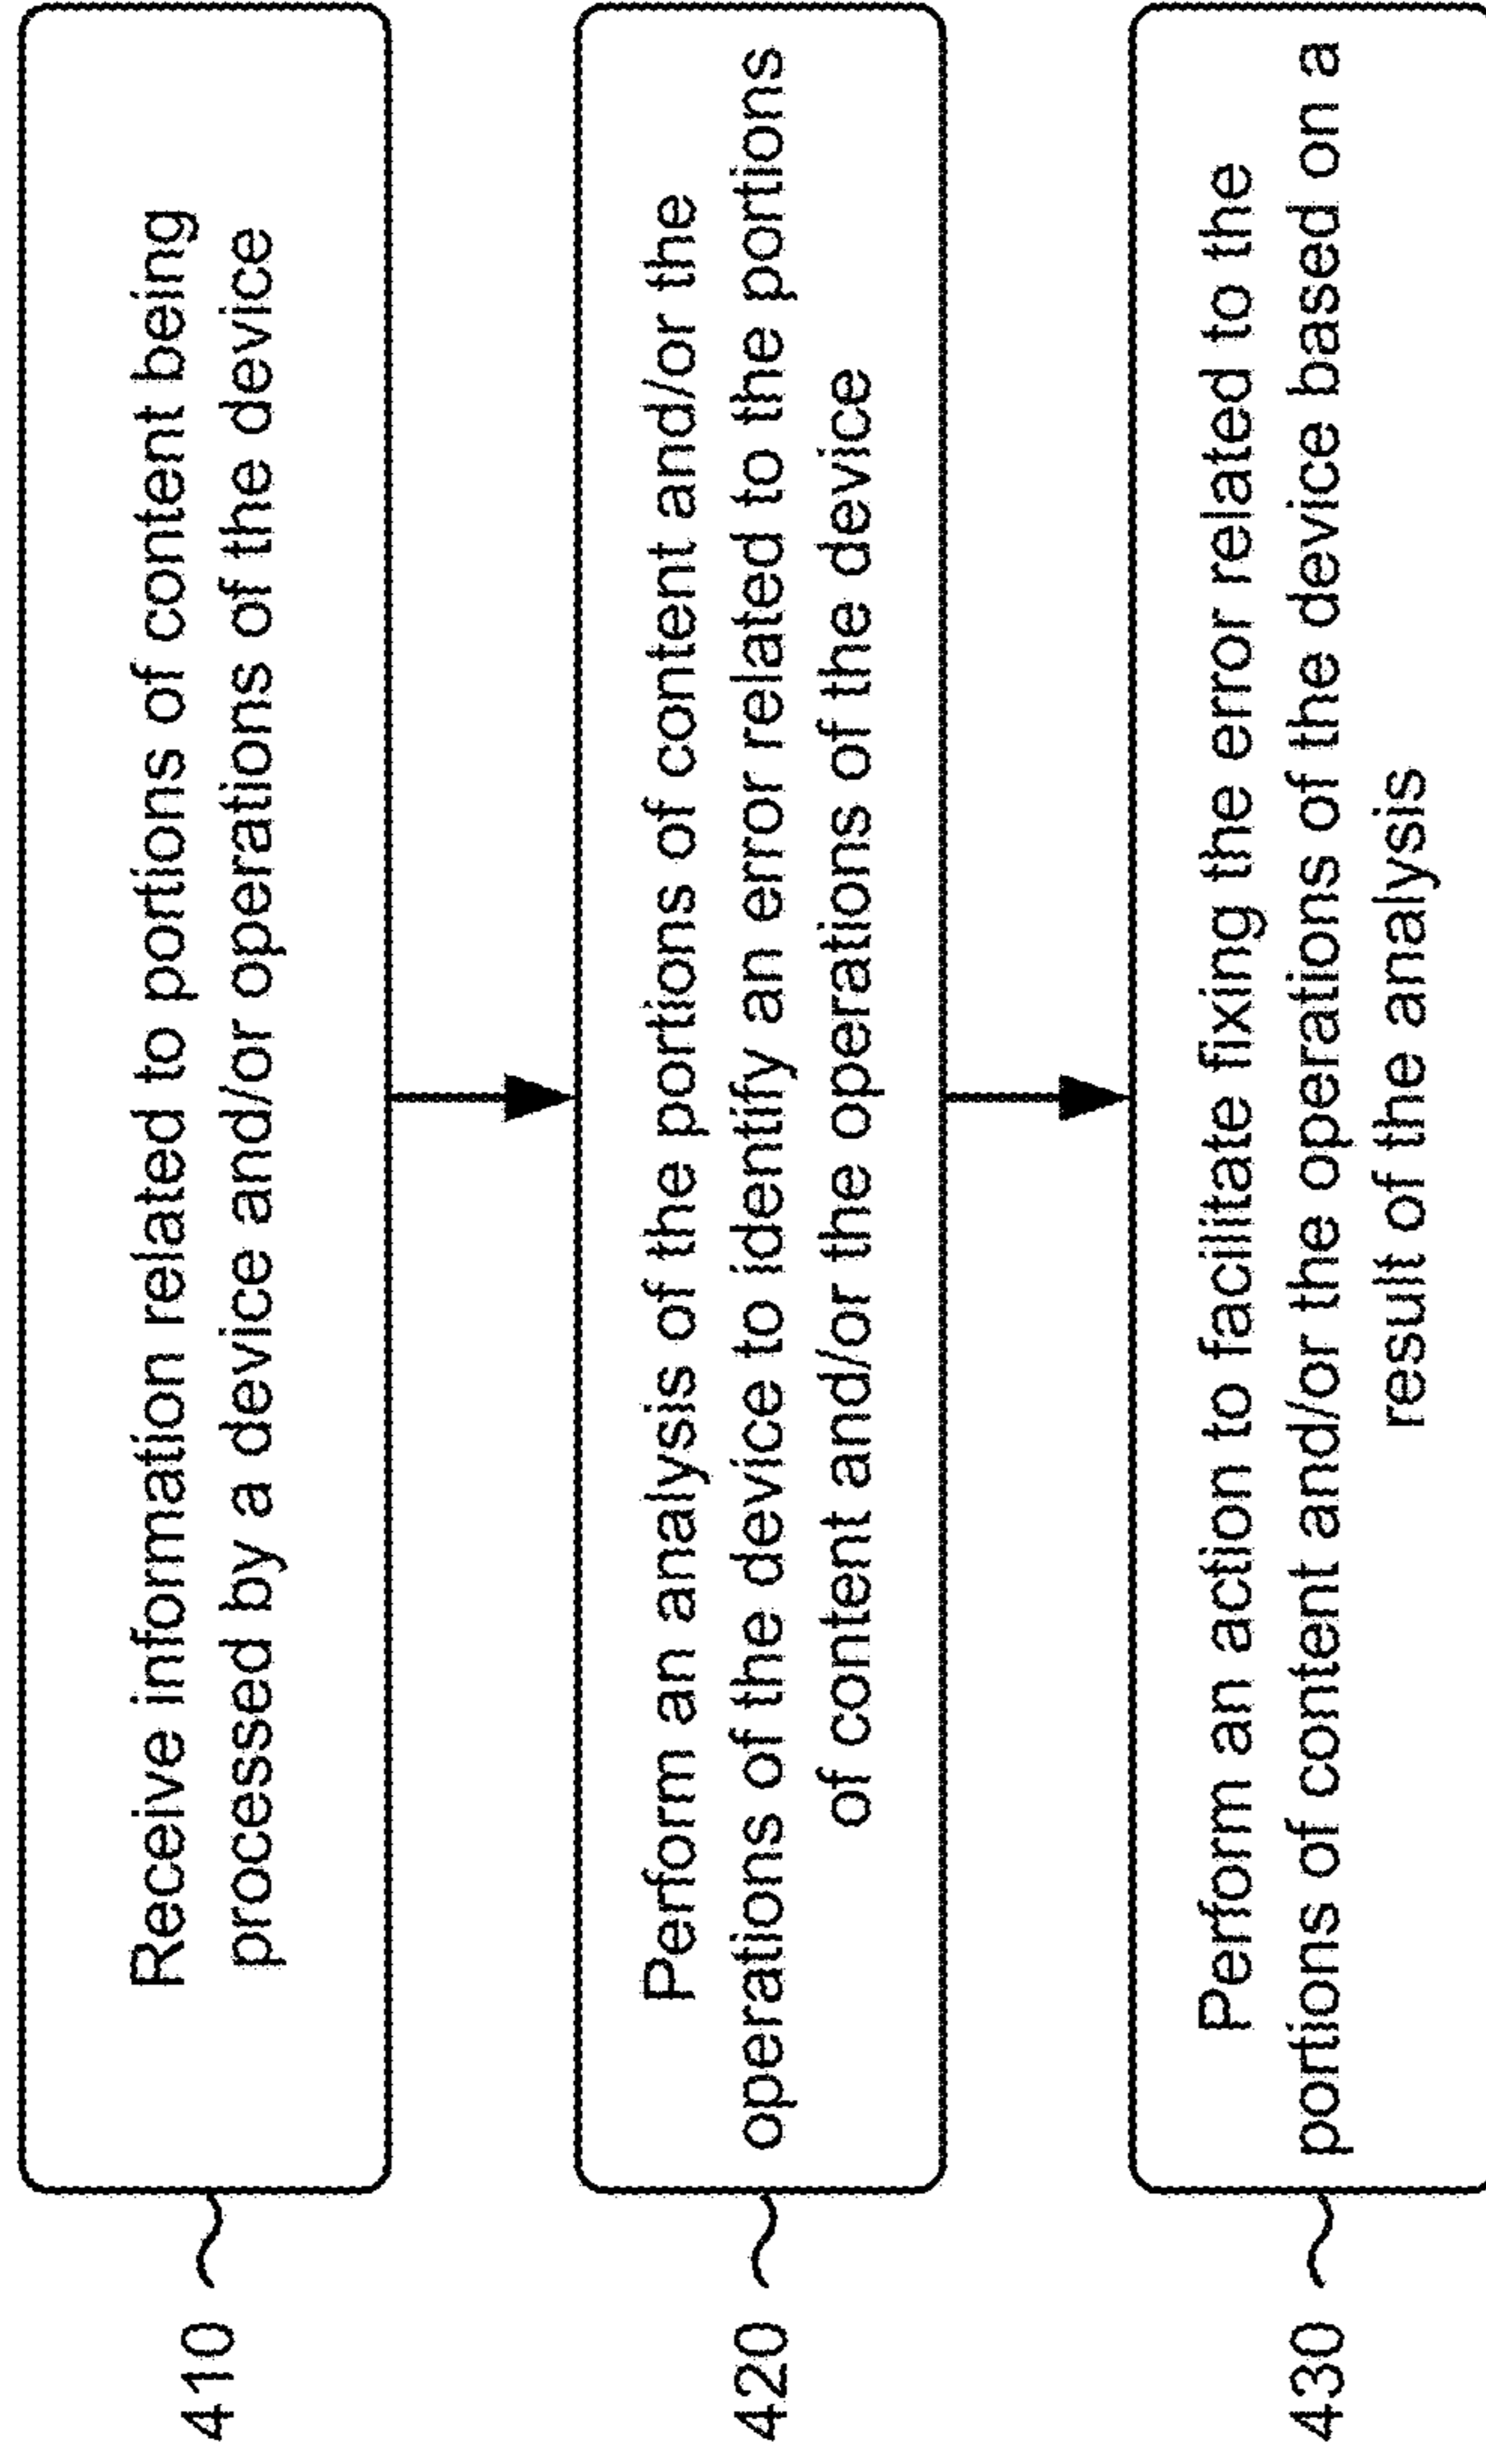 410
Receive information related to portions of content being
processed by a device and/or operations of the device
420
Perform an analysis of the portions of content and/or the
operations of the device to identify an error related to the portions
of content and/or the operations of the device
430
Perform an action to facilitate fixing the error related to the
portions of content and/or the operations of the device based on a
result of the analysis